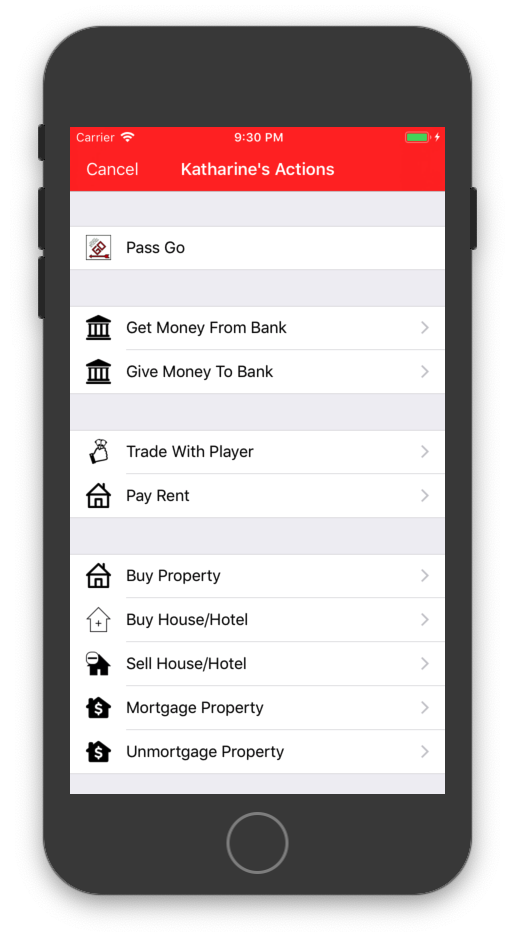 Carrier 9:30 PM
Cancel Katharine's Actions
Pass Go
Get Money From Bank
Give Money To Bank
Trade With Player
Pay Rent
Buy Property
Buy House/Hotel
Sell House/Hotel
Mortgage Property
Unmortgage Property